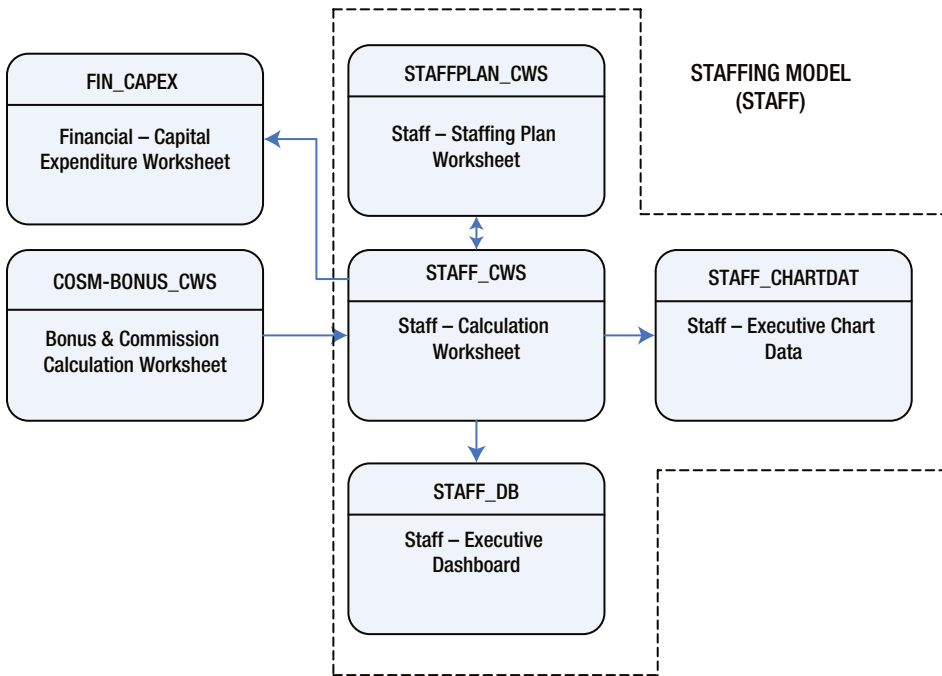 STAFFING MODEL
(STAFF)
FIN_CAPEX
Financial – Capital
Expenditure Worksheet
STAFFPLAN_CWS
Staff – Staffing Plan
Worksheet
COSM-BONUS_CWS
Bonus & Commission
Calculation Worksheet
STAFF_CWS
Staff – Calculation
Worksheet
STAFF_CHARTDAT
Staff – Executive Chart
Data
STAFF_DB
Staff – Executive
Dashboard